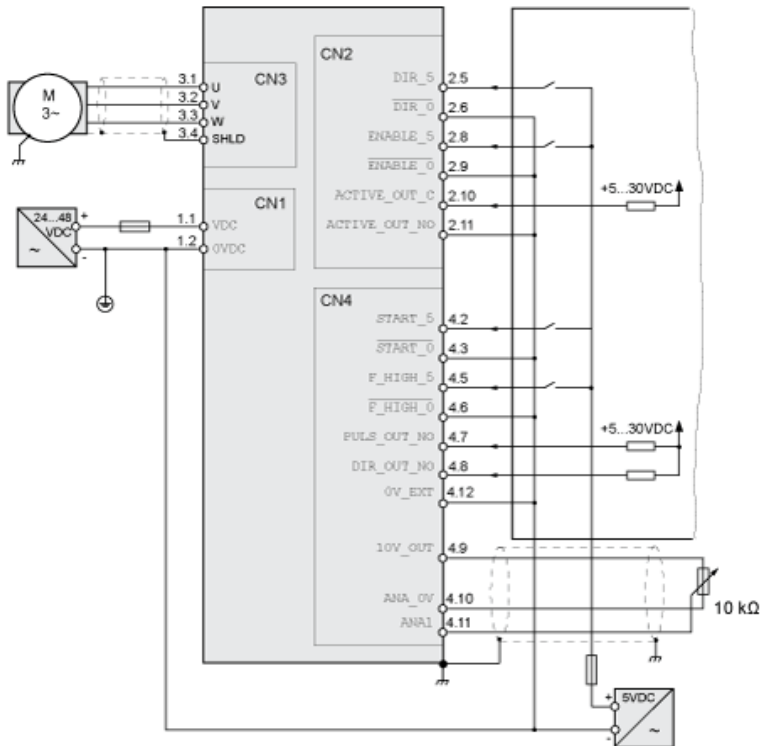 CN2
CN3
CN1
CN4
M
3~
3.1
U
3.2
V
3.3
W
3.4
SHLD
24...48
VDC
~
+
-
1.1
VDC
1.2
0VDC
DIR_5
2.5
DIR_0
2.6
ENABLE_5
2.8
ENABLE_0
2.9
ACTIVE_OUT_C
2.10
+5...30VDC
ACTIVE_OUT_NO
2.11
START_5
4.2
START_0
4.3
F_HIGH_5
4.5
F_HIGH_0
4.6
PULS_OUT_NO
4.7
+5...30VDC
DIR_OUT_NO
4.8
0V_EXT
4.12
10V_OUT
4.9
ANA_0V
4.10
10 kΩ
ANA1
4.11
+
5VDC
-
~